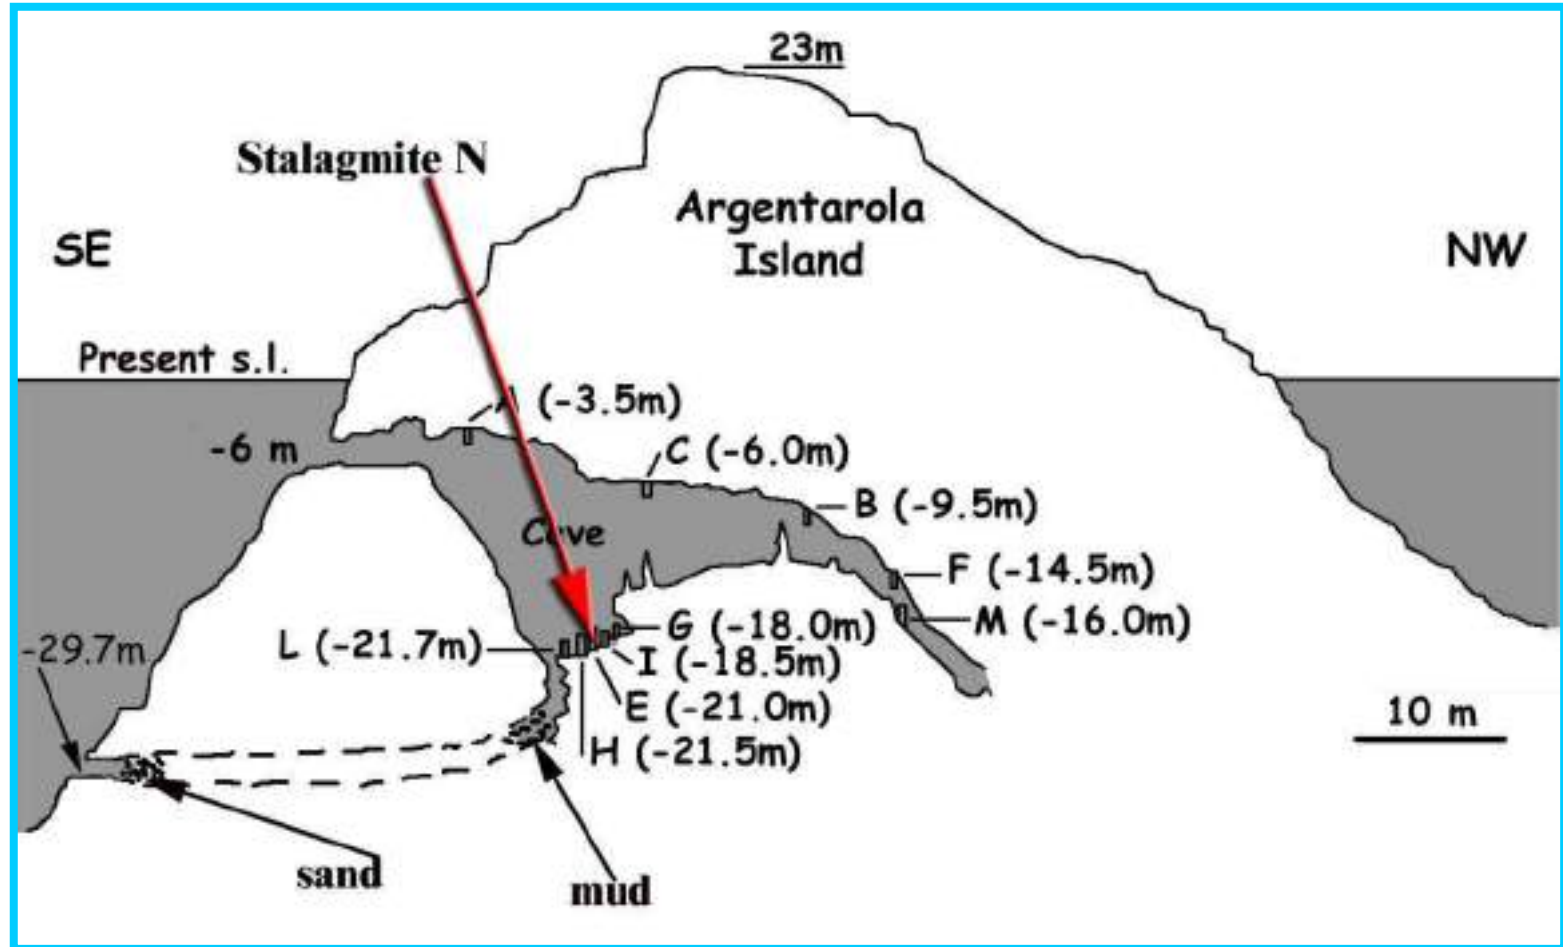 23m
Stalagmite N
Argentarola
Island
SE
NW
Present s.l.
A (-3.5m)
-6 m
C (-6.0m)
B (-9.5m)
Cave
F (-14.5m)
G (-18.0m)
M (-16.0m)
L (-21.7m)
-29.7m
I (-18.5m)
E (-21.0m)
10 m
H (-21.5m)
sand
mud